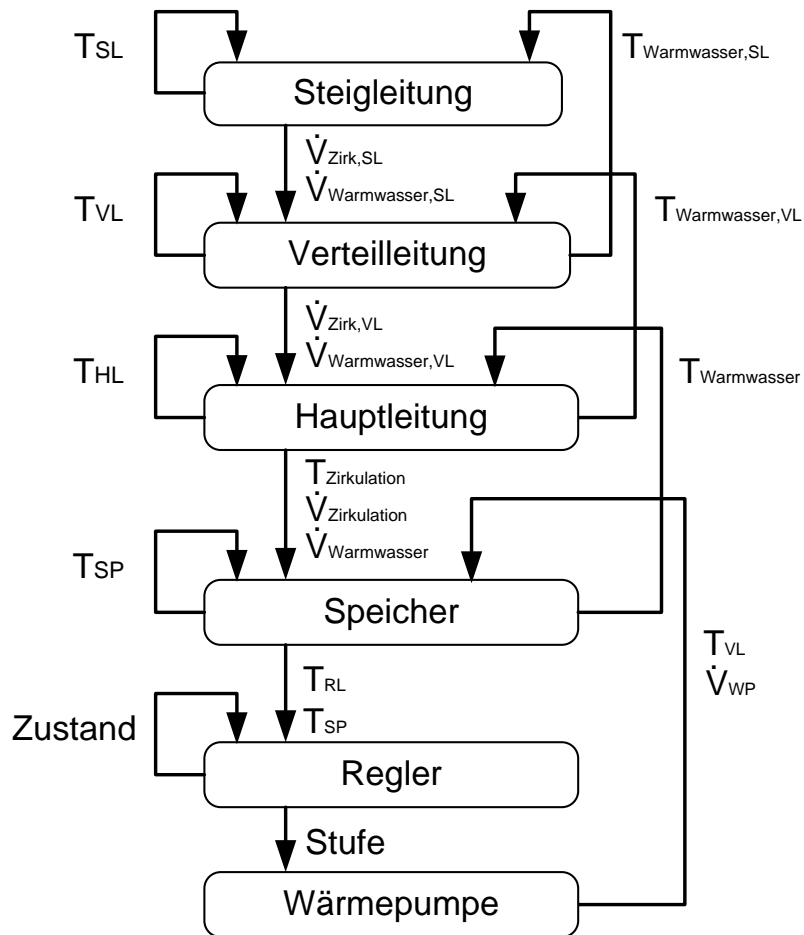 TSL
TWarmwasser,SL
Steigleitung
V̇Zirk,SL
V̇Warmwasser,SL
TVL
TWarmwasser,VL
Verteilleitung
V̇Zirk,VL
V̇Warmwasser,VL
THL
TWarmwasser
Hauptleitung
TZirkulation
V̇Zirkulation
V̇Warmwasser
TSP
Speicher
TVL
V̇WP
TRL
TSP
Zustand
Regler
Stufe
Wärmepumpe